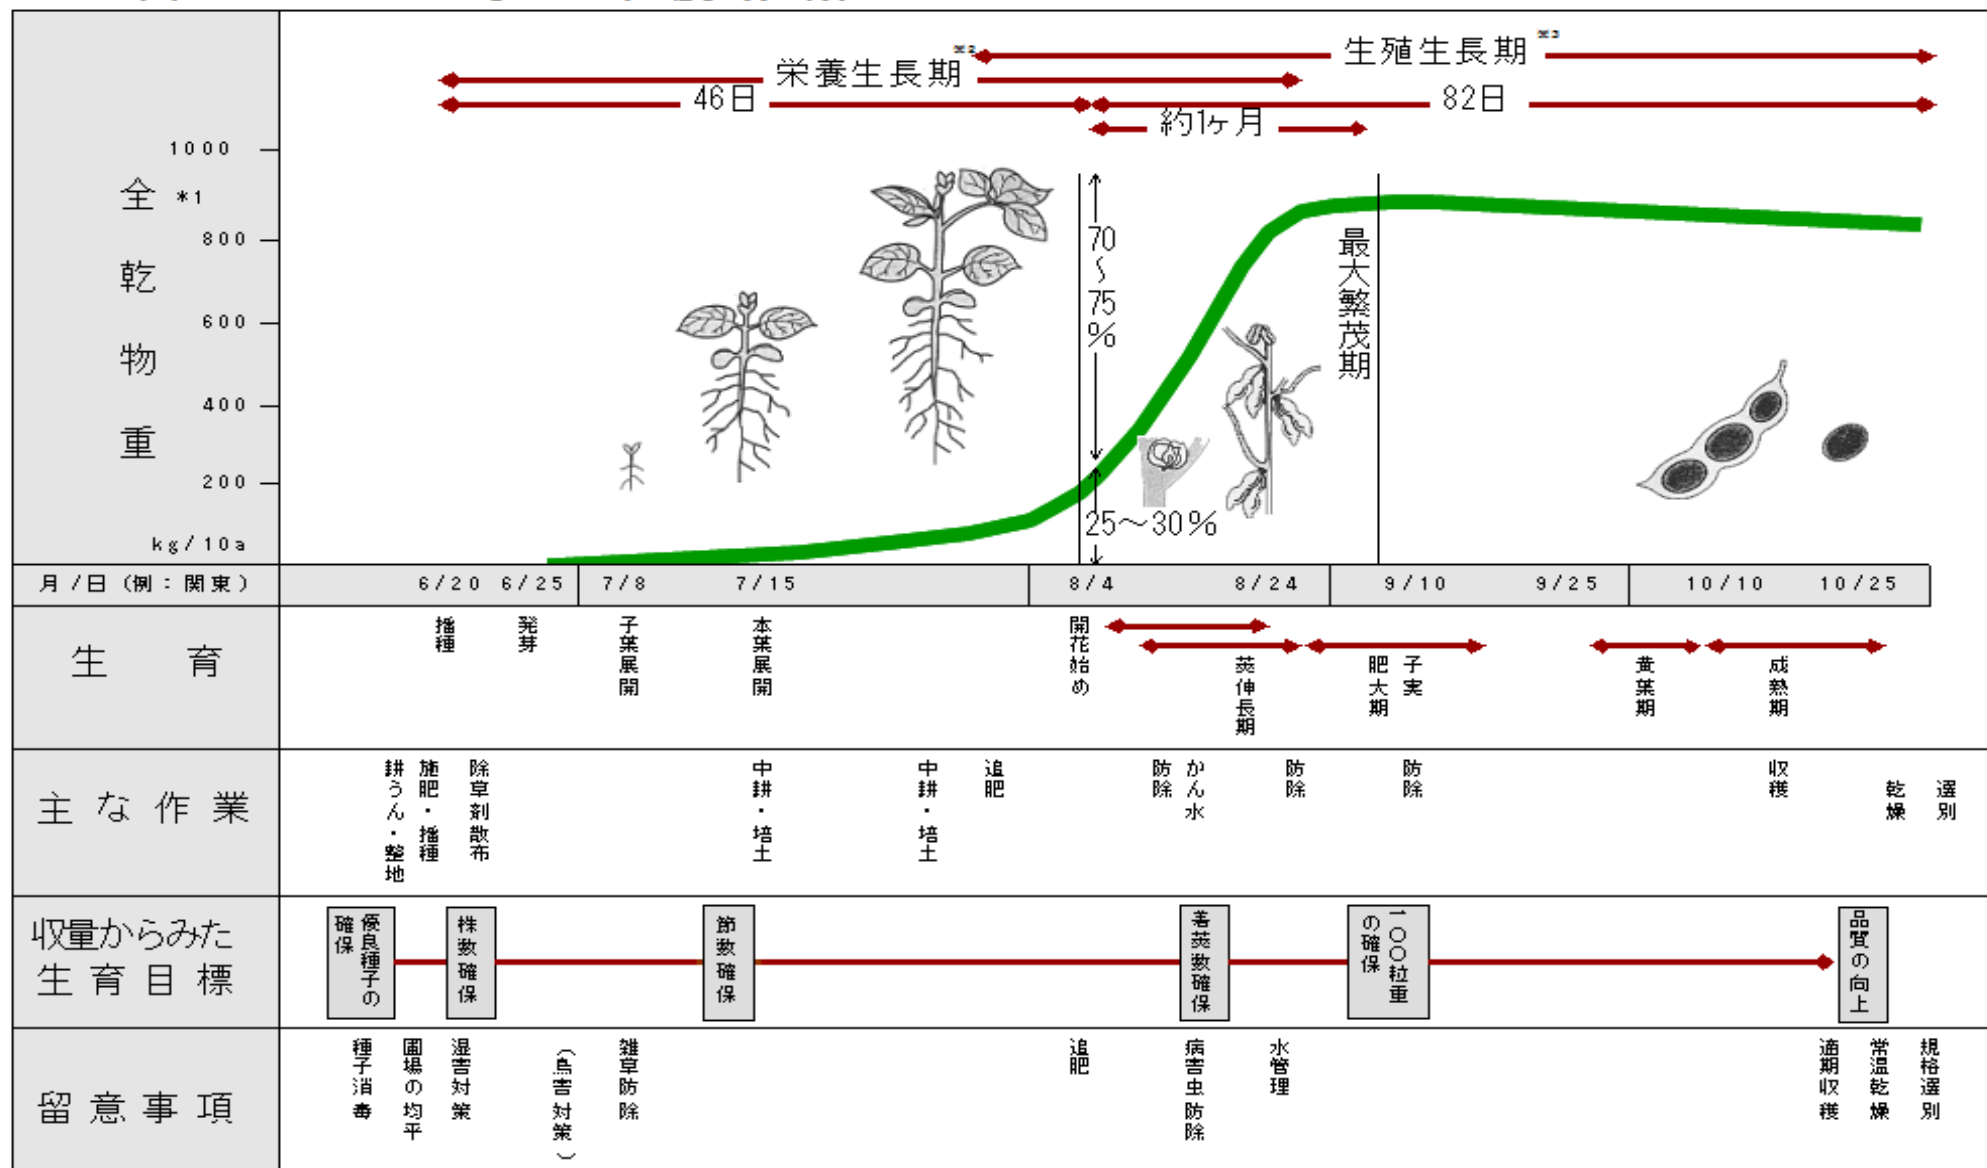 生殖生長期 ※3
栄養生長期 ※2
46日
82日
約1ヶ月
1000
全 *1
乾
物
重
800
600
400
200
kg/10a
70～75％
25～30％
最大繁茂期
月/日(例：関東) 6/20 6/25 7/8 7/15 8/4 8/24 9/10 9/25 10/10 10/25
生育
播種
発芽
子葉展開
本葉展開
開花始め
莢伸長期
子実
肥大期
黄葉期
成熟期
主な作業
耕うん・整地
施肥・播種
除草剤散布
中耕・培土
中耕・培土
追肥
防除
かん水
防除
防除
収穫
乾燥
選別
収量からみた
生育目標
優良種子の
確保
株数確保
節数確保
着莢数確保
100粒重
の確保
品質の向上
留意事項
種子消毒
圃場の均平
湿害対策
(鳥害対策)
雑草防除
追肥
病害虫防除
水管理
適期収穫
常温乾燥
規格選別